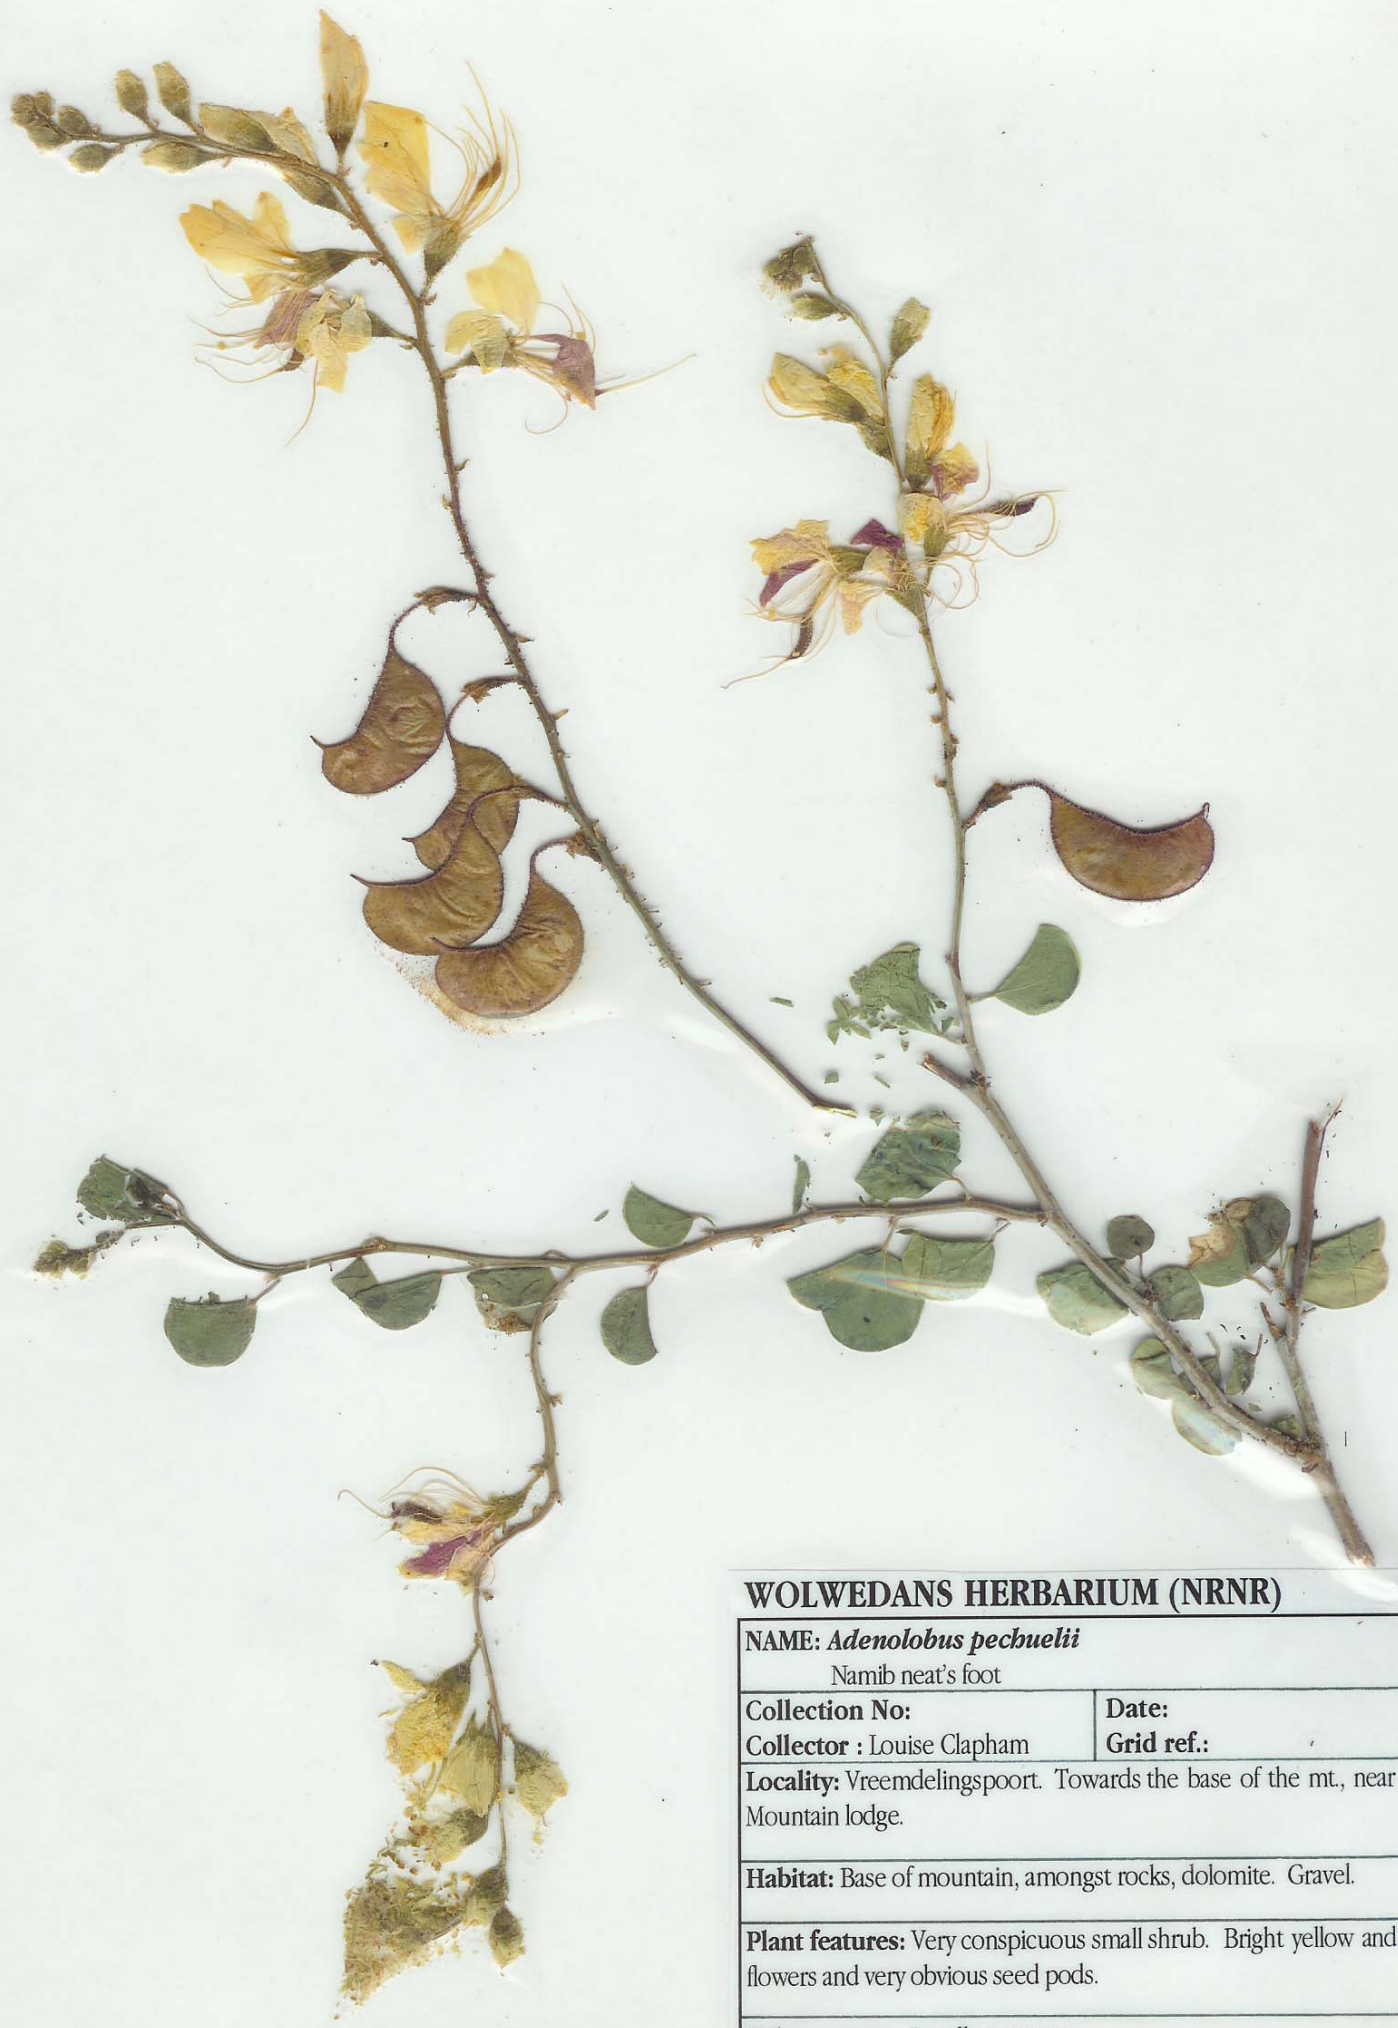 WOLWEDANS HERBARIUM (NRNR)
NAME: Adenolobus pechuelii
Namib neat's foot
Collection No:
Date:
Collector : Louise Clapham
Grid ref.:
Locality: Vreemdelingspoort. Towards the base of the mt., near
Mountain lodge.
Habitat: Base of mountain, amongst rocks, dolomite. Gravel.
Plant features: Very conspicuous small shrub. Bright yellow and
flowers and very obvious seed pods.